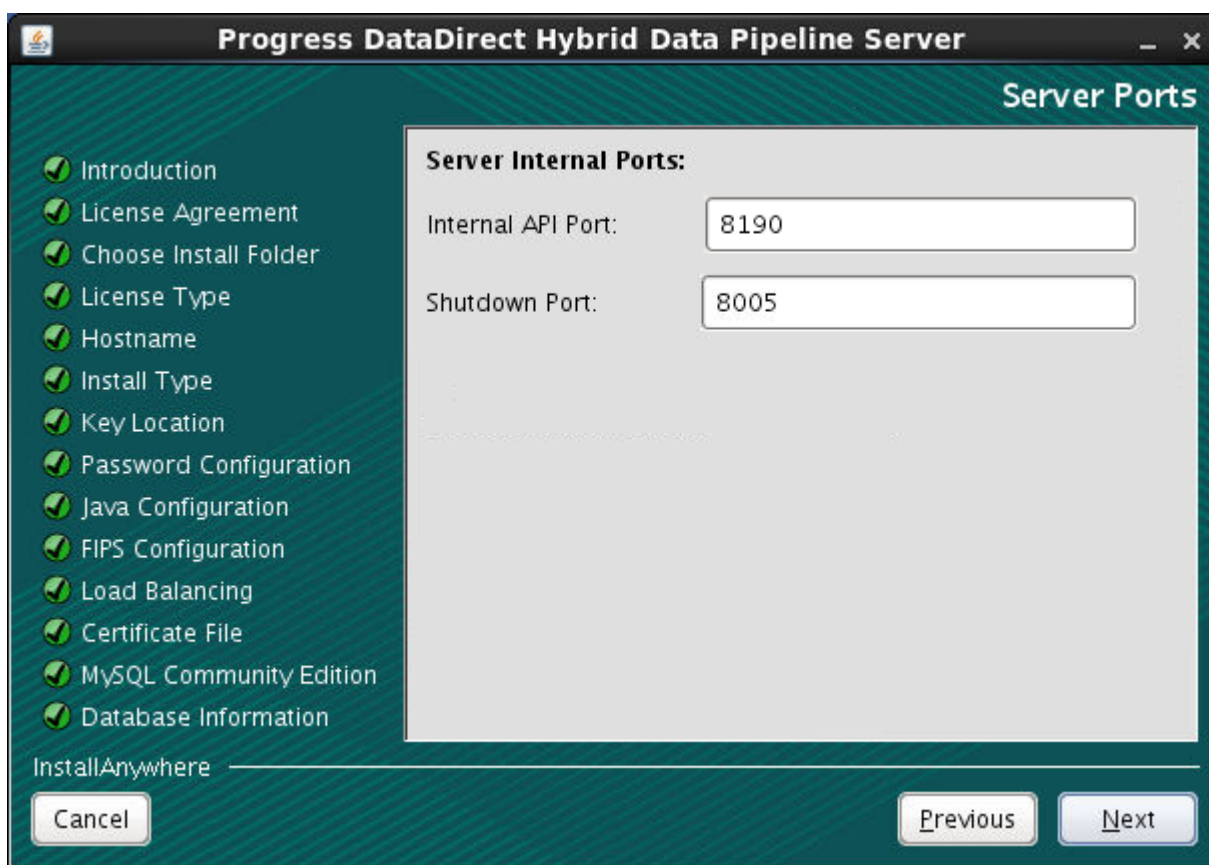 Progress DataDirect Hybrid Data Pipeline Server
Server Ports
Introduction
License Agreement
Choose Install Folder
License Type
Hostname
Install Type
Key Location
Password Configuration
Java Configuration
FIPS Configuration
Load Balancing
Certificate File
MySQL Community Edition
Database Information
Server Internal Ports:
Internal API Port: 8190
Shutdown Port: 8005
InstallAnywhere
Cancel Previous Next